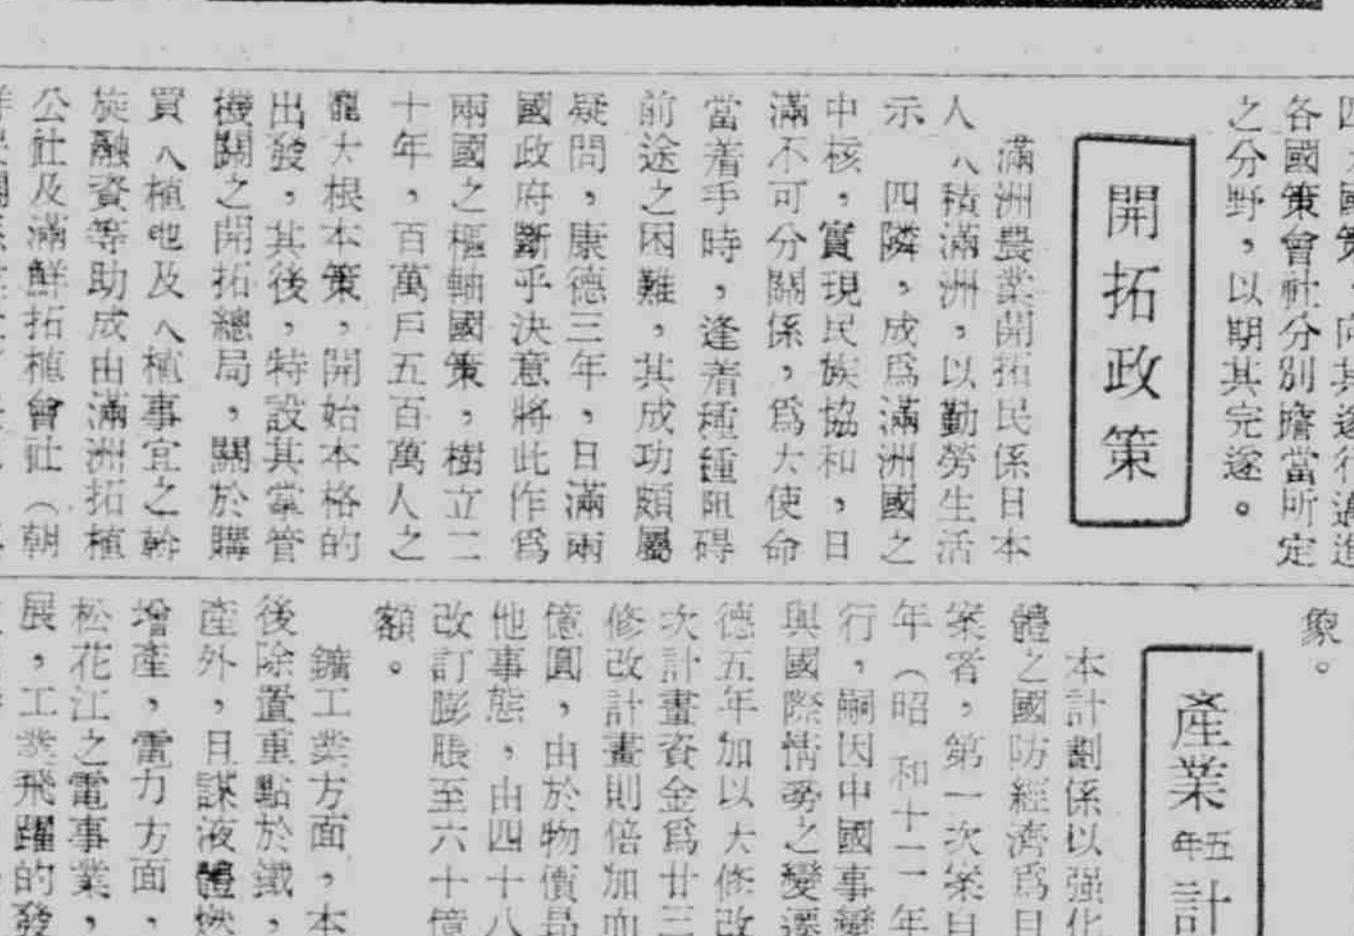 各國策會社分別擔當所定
之分野，以期其完遂。
開拓政策
滿洲農業開拓民係日本
人入積滿洲，以勤勞生活
示　四隣，成爲滿洲國之
中核，實現民族協和，日
滿不可分關係，爲大使命
當着手時，逢着種種阻碍
前途之困難，其成功頗屬
疑問，康德三年，日滿兩
國政府斷乎決意將此作爲
兩國之樞軸國策，樹立二
十年，百萬戶五百萬人之
龐大根本策，開始本格的
出發，其後，特設其掌管
機關之開拓總局，關於購
買入植地及入植事宜之斡
旋融資等助成由滿洲拓植
公社及滿鮮拓植會社（朝
象。
產業五年計
本計劃係以强化
體之國防經濟爲目
案者，第一次案自
年（昭和十二年
行，嗣因中國事變
與國際情勢之變遷
德五年加以大修改
次計畫資金爲廿三
修改計畫則倍加而
億圓，由於物價昂
他事態，由四十八
改訂膨脹至六十億
額。
鑛工業方面，本
後除置重點於鐵，
產外，且謀液體燃
增產，電力方面，
松花江之電事業，
展，工業飛躍的發